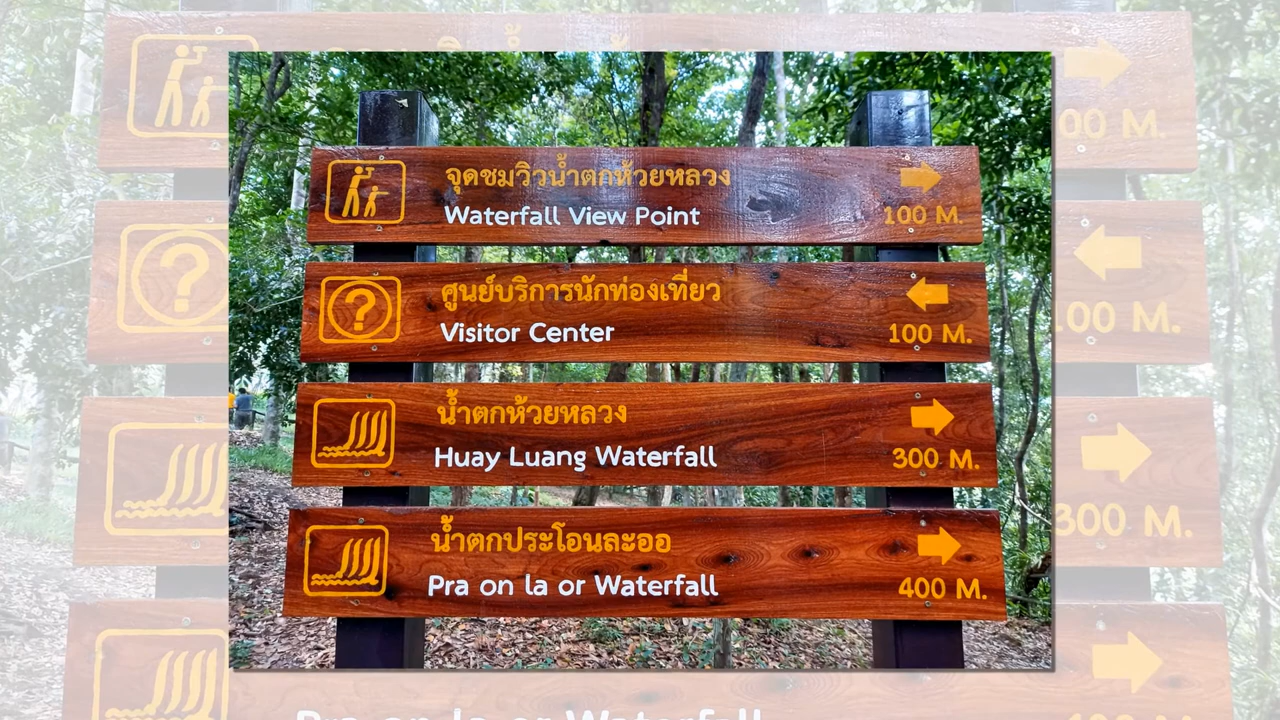 จุดชมวิวน้ำตกห้วยหลวง
Waterfall View Point
100 M.
ศูนย์บริการนักท่องเที่ยว
Visitor Center
100 M.
น้ำตกห้วยหลวง
Huay Luang Waterfall
300 M.
น้ำตกประโอนละออ
Pra on la or Waterfall
400 M.